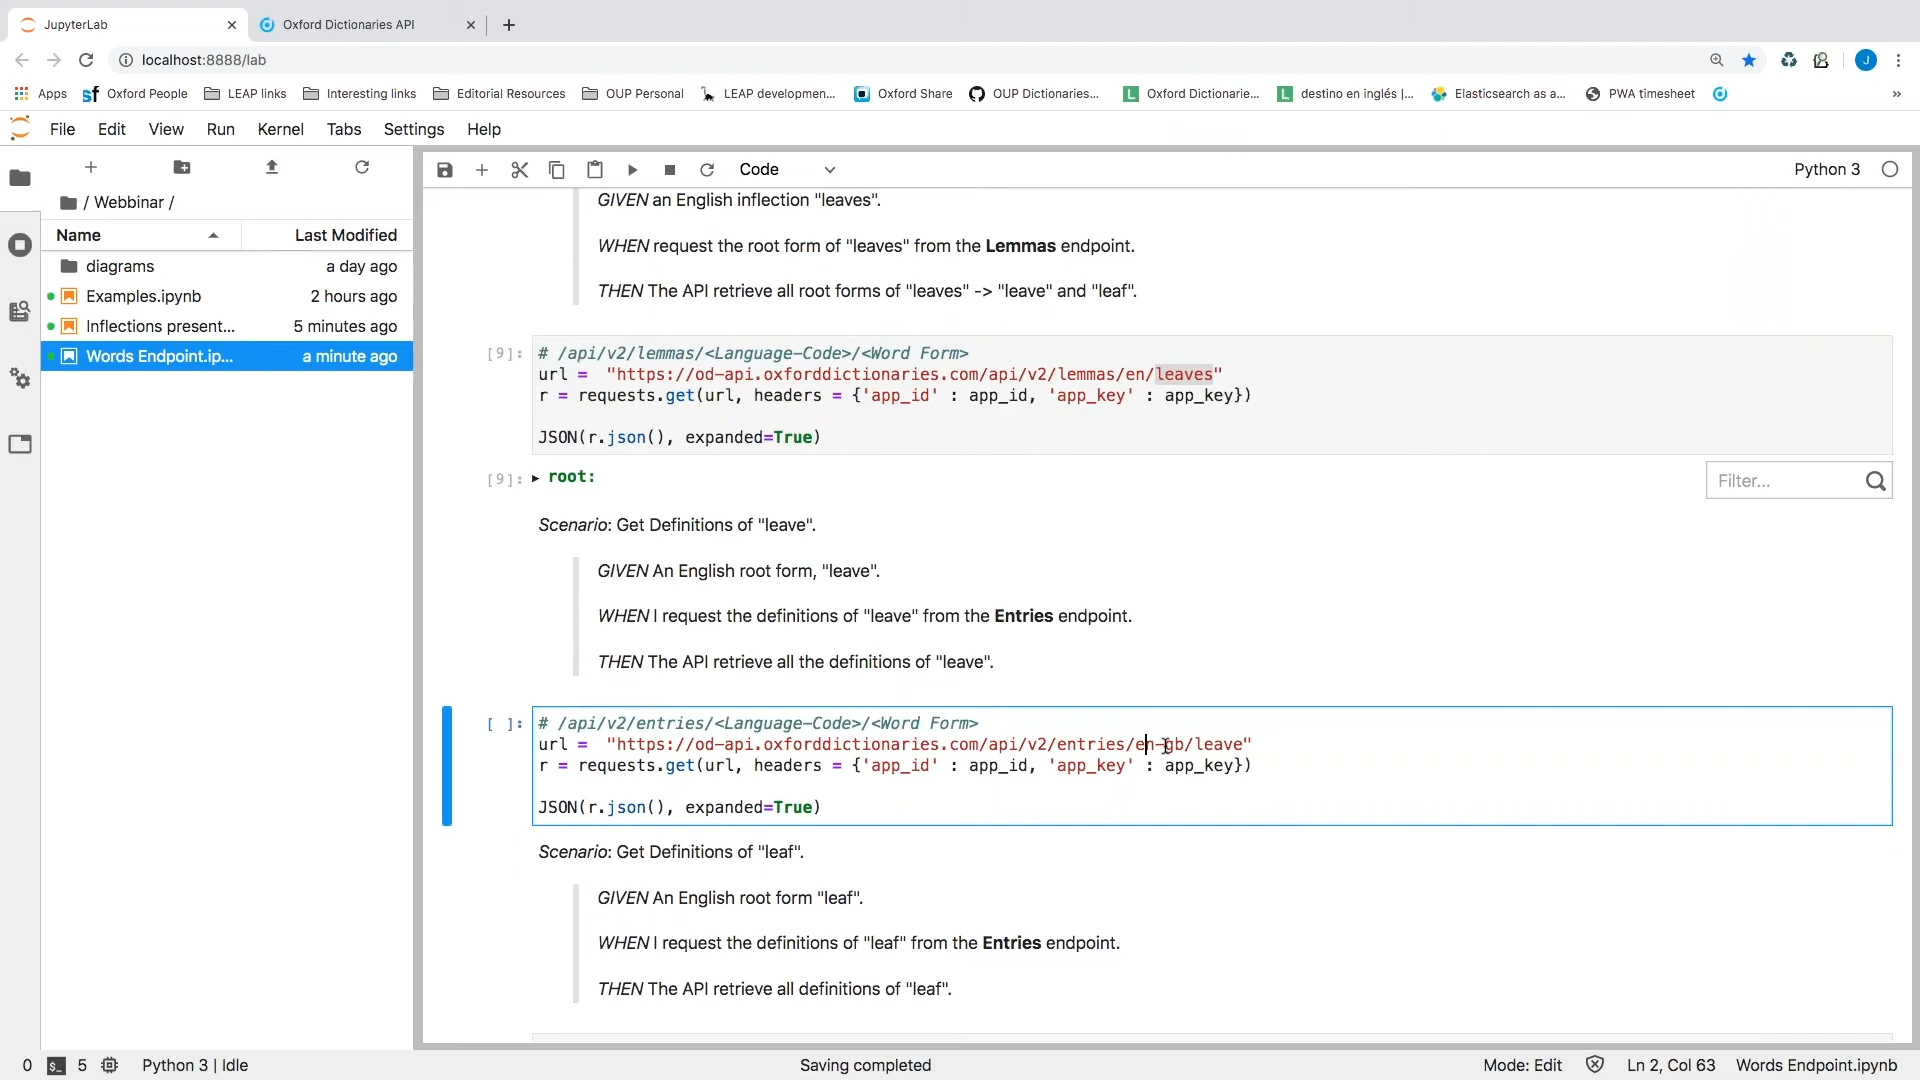 JupyterLab
Oxford Dictionaries API
localhost:8888/lab
J
Apps
sf Oxford People
LEAP links
Interesting links
Editorial Resources
OUP Personal
LEAP developmen...
Oxford Share
OUP Dictionaries...
L Oxford Dictionarie...
L destino en inglés |...
Elasticsearch as a...
PWA timesheet
»
File Edit View Run Kernel Tabs Settings Help
Code
Python 3
/ Webbinar /
Name Last Modified
diagrams a day ago
Examples.ipynb 2 hours ago
Inflections present... 5 minutes ago
Words Endpoint.ip... a minute ago
GIVEN an English inflection "leaves".
WHEN request the root form of "leaves" from the Lemmas endpoint.
THEN The API retrieve all root forms of "leaves" -> "leave" and "leaf".
[9]: # /api/v2/lemmas/<Language-Code>/<Word Form>
url = "https://od-api.oxforddictionaries.com/api/v2/lemmas/en/leaves"
r = requests.get(url, headers = {'app_id' : app_id, 'app_key' : app_key})
JSON(r.json(), expanded=True)
[9]: root:
Filter...
Scenario: Get Definitions of "leave".
GIVEN An English root form, "leave".
WHEN I request the definitions of "leave" from the Entries endpoint.
THEN The API retrieve all the definitions of "leave".
[ ]: # /api/v2/entries/<Language-Code>/<Word Form>
url = "https://od-api.oxforddictionaries.com/api/v2/entries/en-gb/leave"
r = requests.get(url, headers = {'app_id' : app_id, 'app_key' : app_key})
JSON(r.json(), expanded=True)
Scenario: Get Definitions of "leaf".
GIVEN An English root form "leaf".
WHEN I request the definitions of "leaf" from the Entries endpoint.
THEN The API retrieve all definitions of "leaf".
0 $_ 5 Python 3 | Idle
Saving completed
Mode: Edit Ln 2, Col 63 Words Endpoint.ipynb